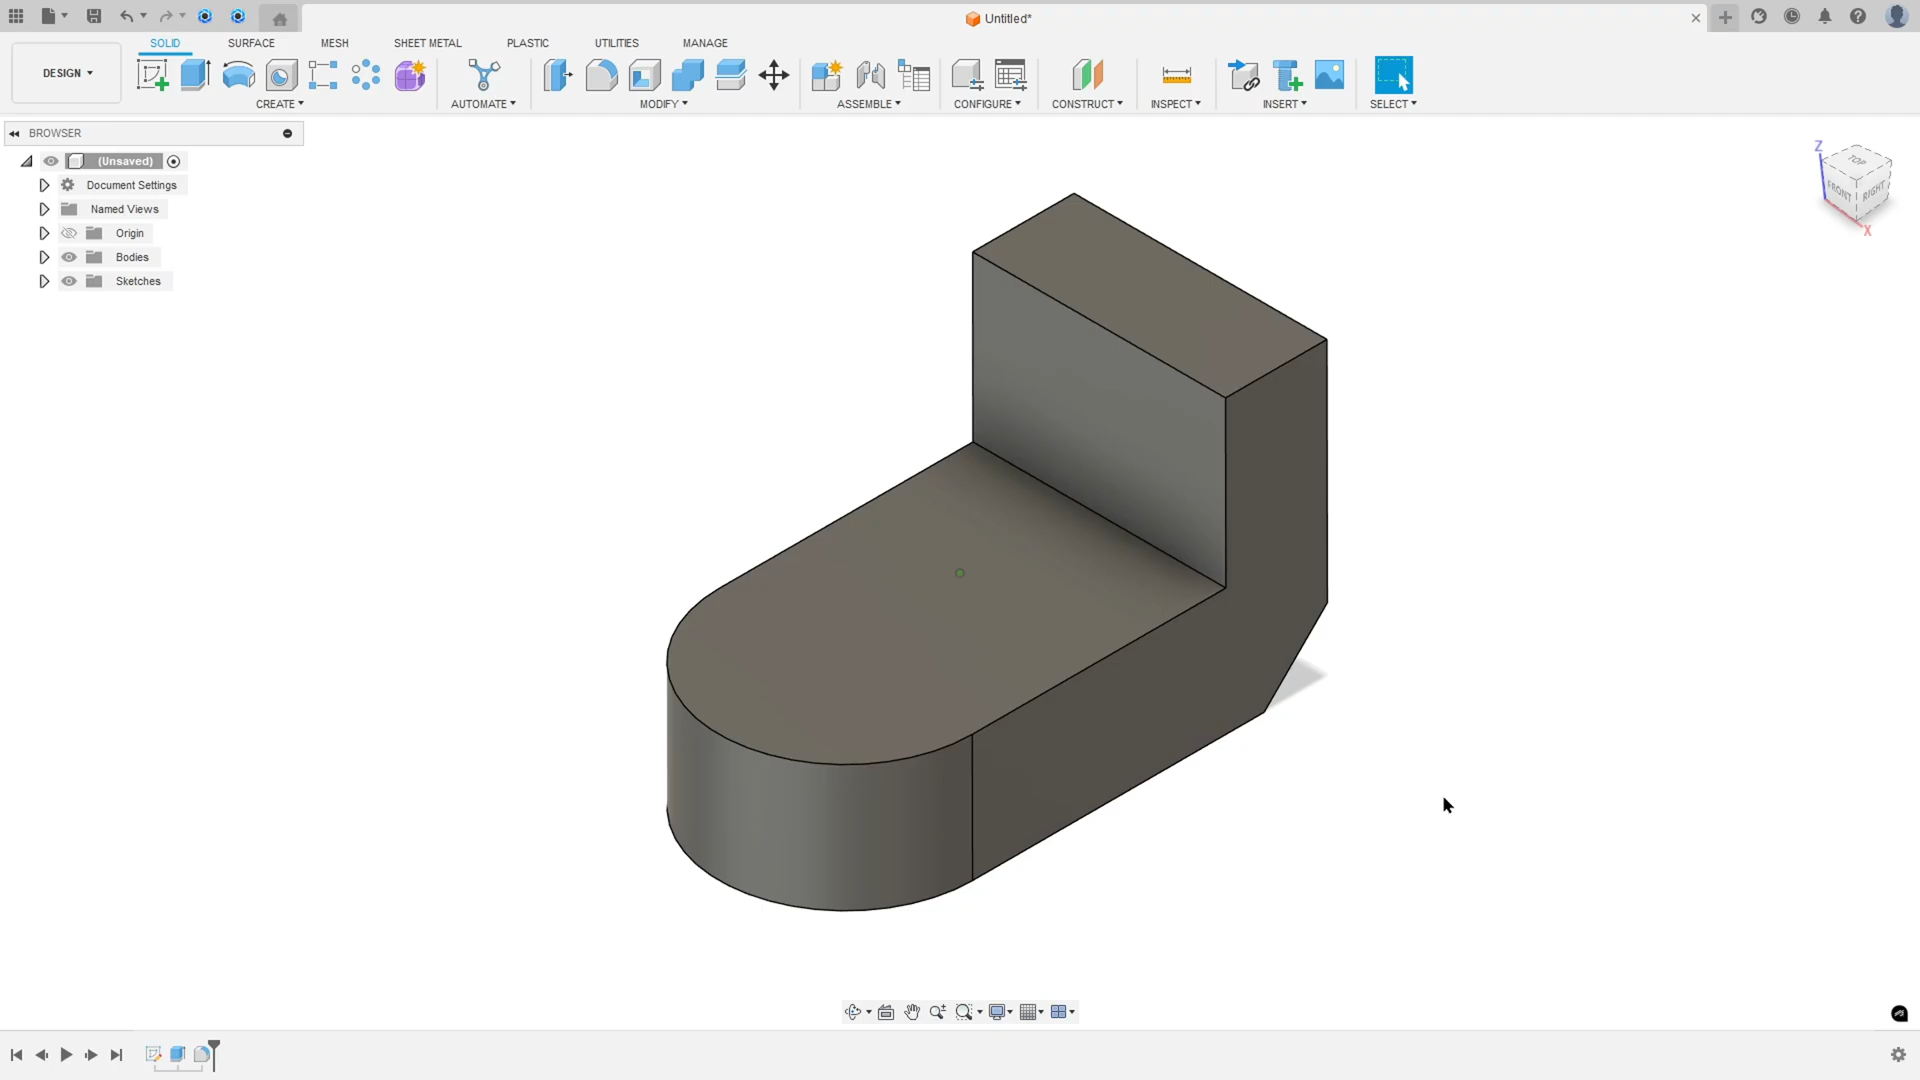 Untitled*
SOLID SURFACE MESH SHEET METAL PLASTIC UTILITIES MANAGE
DESIGN
CREATE AUTOMATE MODIFY ASSEMBLE CONFIGURE CONSTRUCT INSPECT INSERT SELECT
BROWSER
(Unsaved)
Document Settings
Named Views
Origin
Bodies
Sketches
Z
TOP
FRONT RIGHT
X